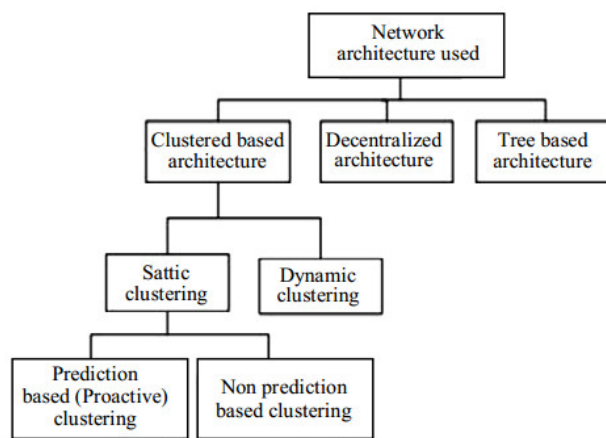 Network
architecture used
Clustered based
architecture
Decentralized
architecture
Tree based
architecture
Sattic
clustering
Dynamic
clustering
Prediction
based (Proactive)
clustering
Non prediction
based clustering